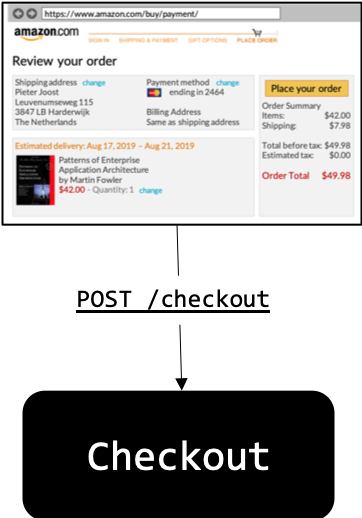 https://www.amazon.com/buy/payment/
amazon.com
SIGN IN SHIPPING & PAYMENT GIFT OPTIONS PLACE ORDER
Review your order
Shipping address change
Pieter Joost
Leuvenumseweg 115
3847 LB Harderwijk
The Netherlands
Payment method change
ending in 2464
Billing Address
Same as shipping address
Place your order
Order Summary
Items: $42.00
Shipping: $7.98
Total before tax: $49.98
Estimated tax: $0.00
Order Total $49.98
Estimated delivery: Aug 17, 2019 – Aug 21, 2019
Patterns of Enterprise
Application Architecture
by Martin Fowler
$42.00 - Quantity: 1 change
POST /checkout
Checkout